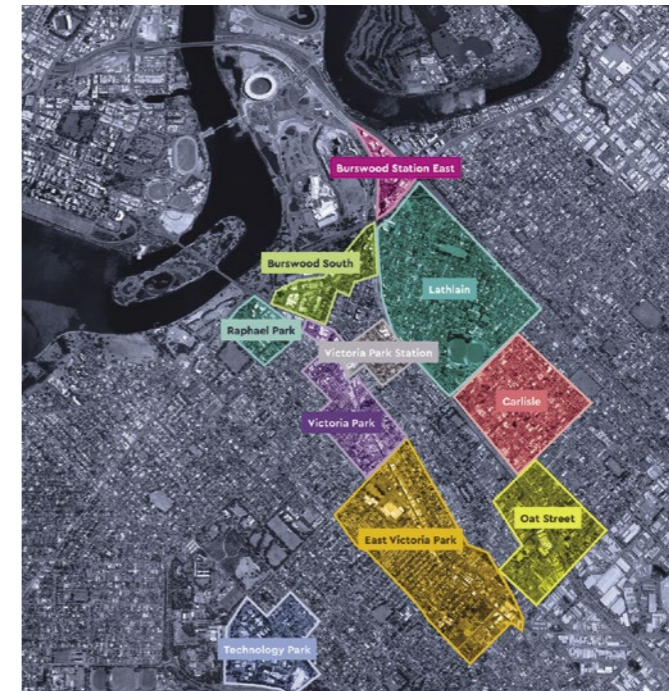 Burswood Station East
Burswood South
Lathlain
Raphael Park
Victoria Park Station
Carlisle
Victoria Park
Oat Street
East Victoria Park
Technology Park